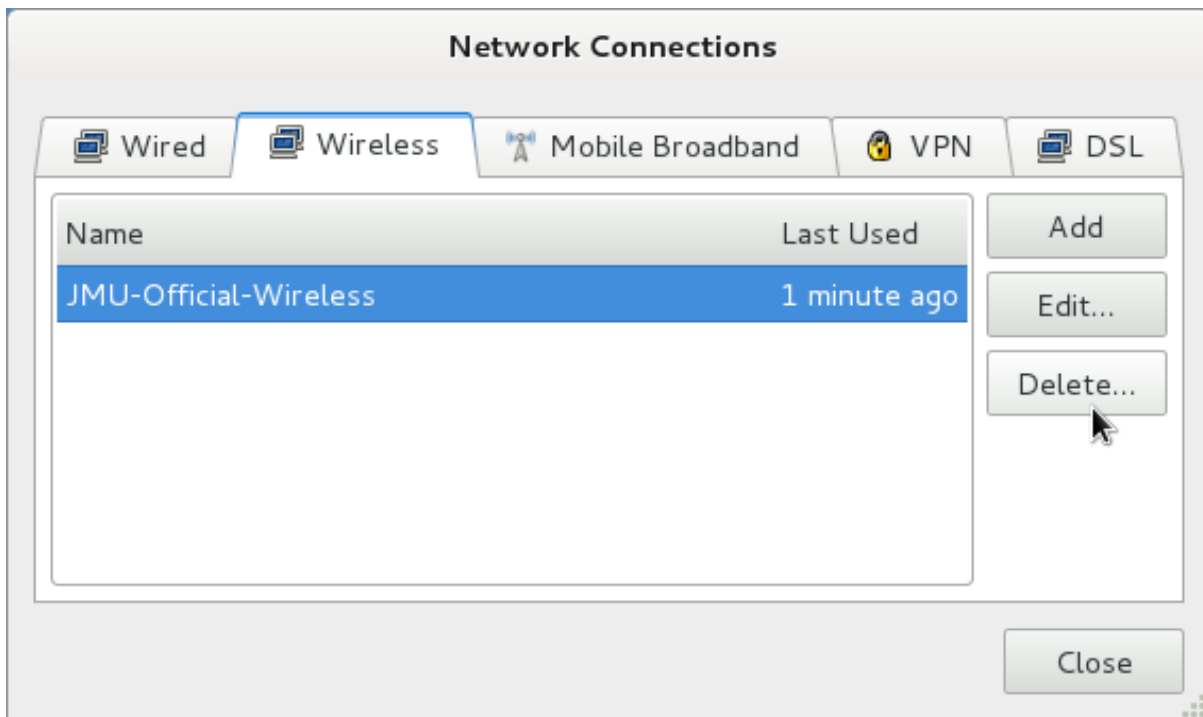 Network Connections
Wired Wireless Mobile Broadband VPN DSL
Name Last Used
JMU-Official-Wireless 1 minute ago
Add
Edit...
Delete...
Close